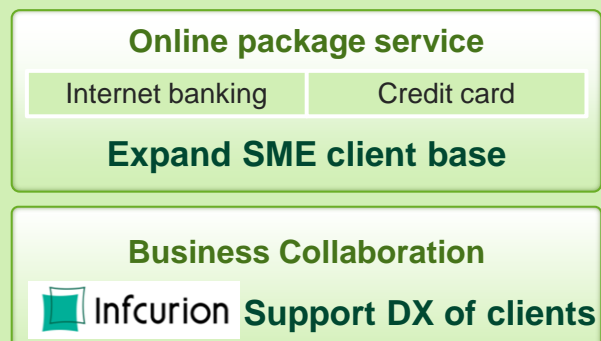 Online package service
Internet banking Credit card
Expand SME client base
Business Collaboration
Infcurion Support DX of clients